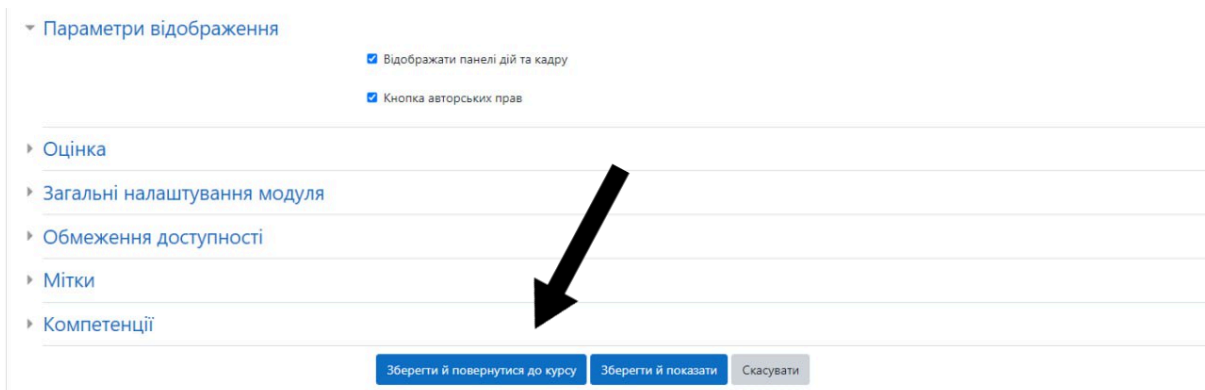 Параметри відображення
Відображати панелі дій та кадру
Кнопка авторських прав
Оцінка
Загальні налаштування модуля
Обмеження доступності
Мітки
Компетенції
Зберегти й повернутися до курсу Зберегти й показати Скасувати